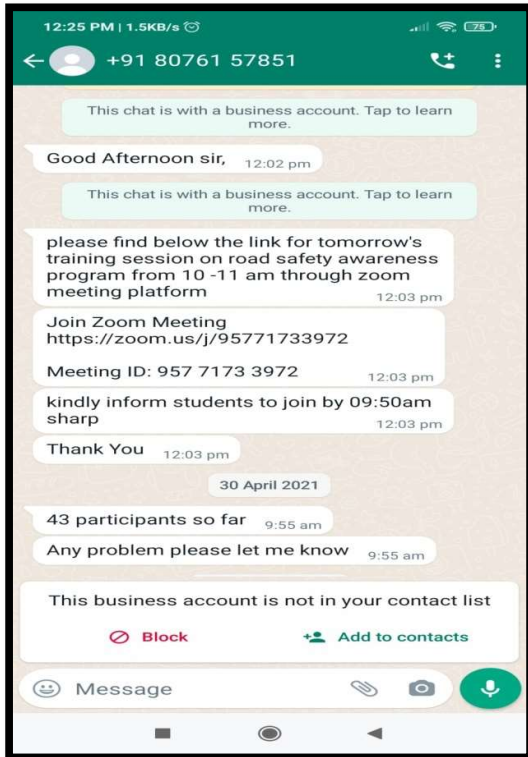 12:25 PM | 1.5KB/s
75
+91 80761 57851
This chat is with a business account. Tap to learn
more.
Good Afternoon sir, 12:02 pm
This chat is with a business account. Tap to learn
more.
please find below the link for tomorrow's
training session on road safety awareness
program from 10 -11 am through zoom
meeting platform
12:03 pm
Join Zoom Meeting
https://zoom.us/j/95771733972
Meeting ID: 957 7173 3972
12:03 pm
kindly inform students to join by 09:50am
sharp
12:03 pm
Thank You 12:03 pm
30 April 2021
43 participants so far 9:55 am
Any problem please let me know 9:55 am
This business account is not in your contact list
Block
Add to contacts
Message